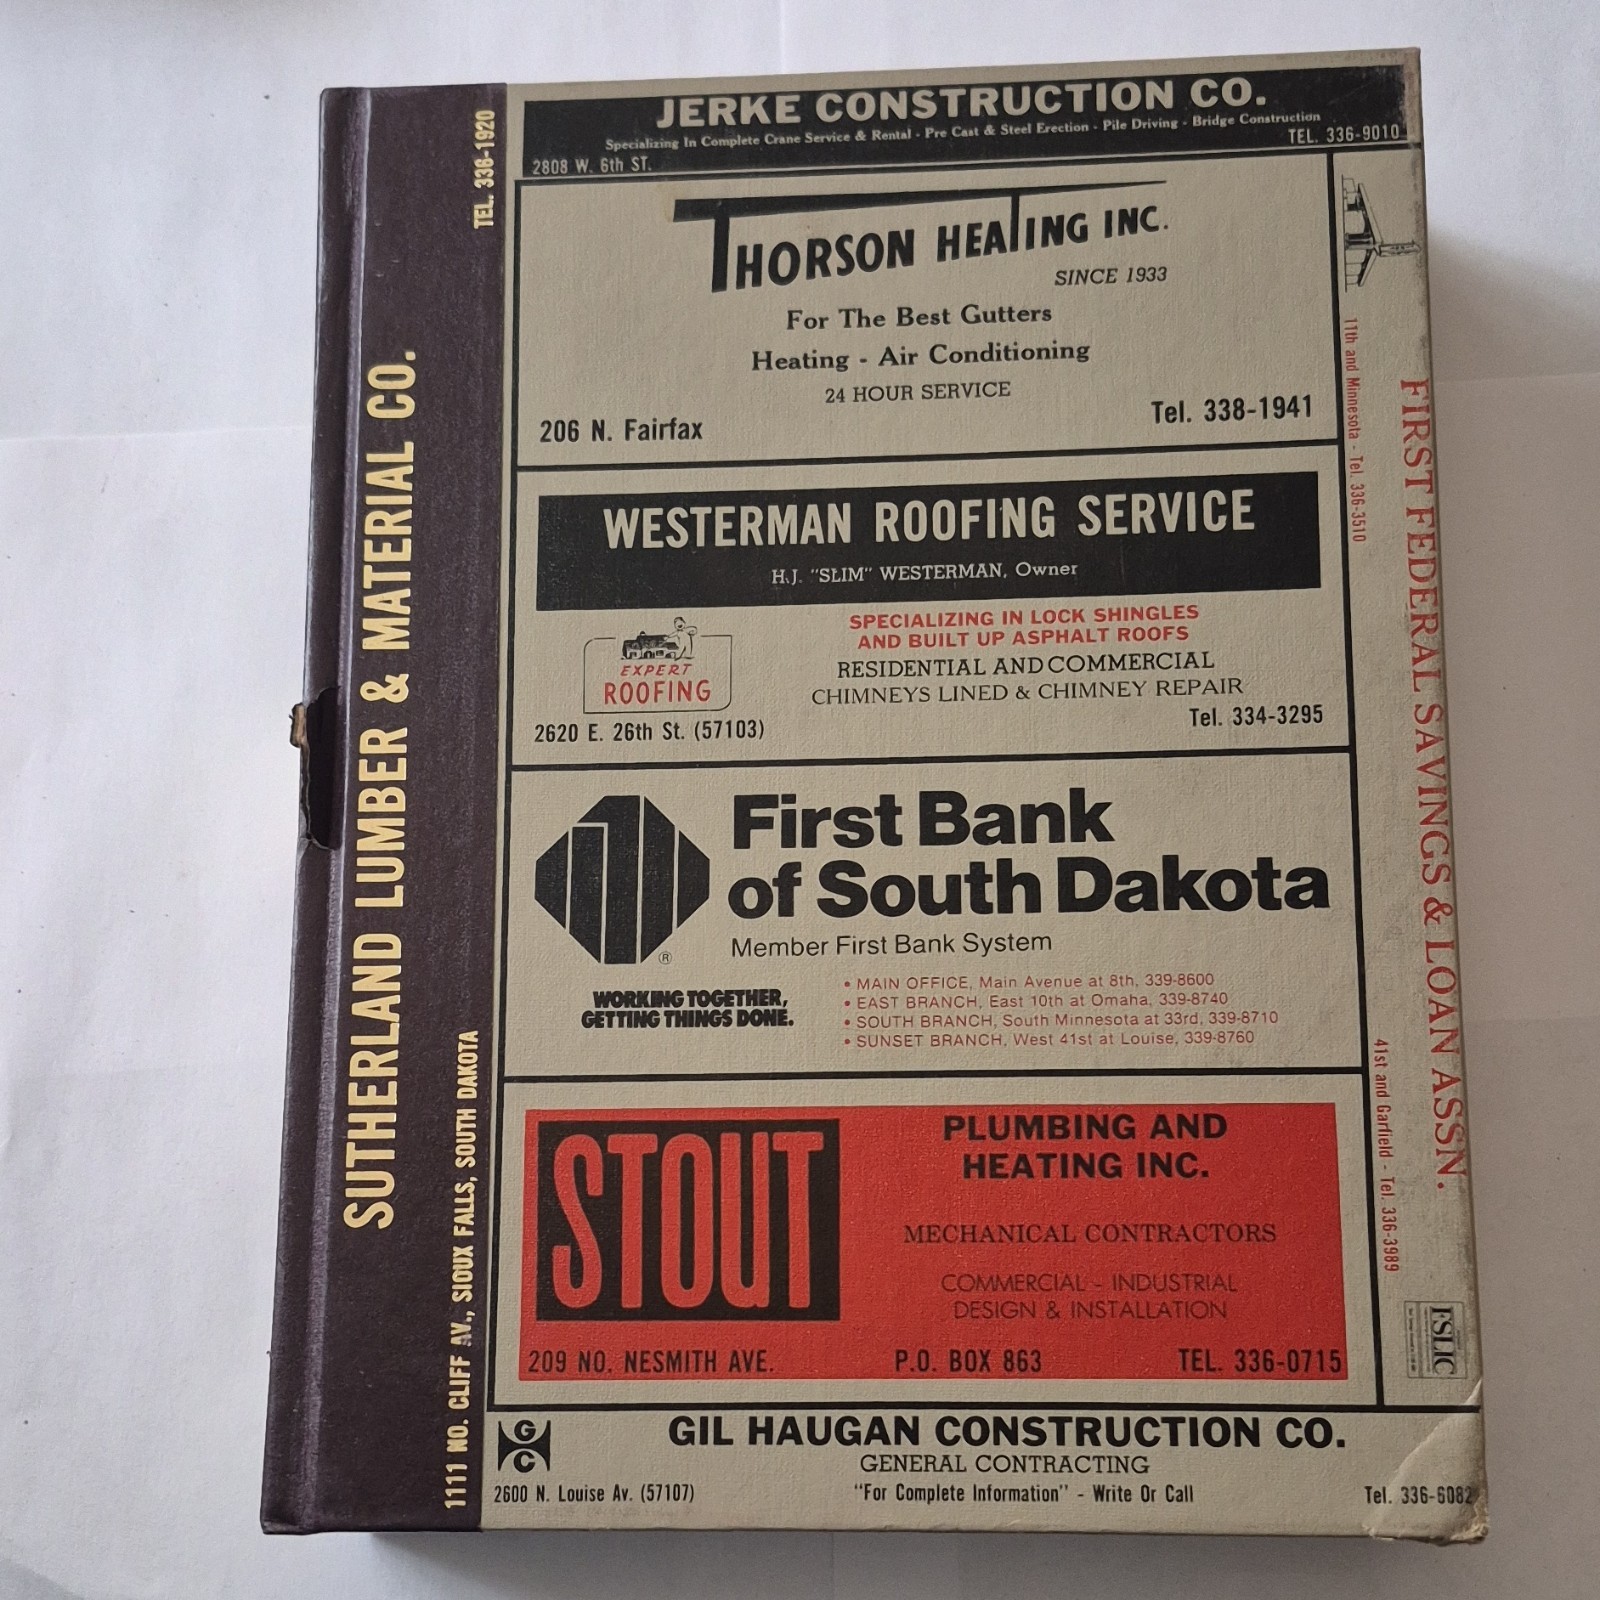 SUTHERLAND LUMBER & MATERIAL CO.
1111 NO. CLIFF AV., SIOUX FALLS, SOUTH DAKOTA
TEL. 336-1920
JERKE CONSTRUCTION CO.
Specializing In Complete Crane Service & Rental - Pre Cast & Steel Erection - Pile Driving - Bridge Construction
2808 W. 6th ST.
TEL. 336-9010
THORSON HEATING INC.
SINCE 1933
For The Best Gutters
Heating - Air Conditioning
24 HOUR SERVICE
206 N. Fairfax
Tel. 338-1941
WESTERMAN ROOFING SERVICE
H.J. "SLIM" WESTERMAN, Owner
EXPERT
ROOFING
SPECIALIZING IN LOCK SHINGLES
AND BUILT UP ASPHALT ROOFS
RESIDENTIAL AND COMMERCIAL
CHIMNEYS LINED & CHIMNEY REPAIR
2620 E. 26th St. (57103)
Tel. 334-3295
First Bank
of South Dakota
Member First Bank System
®
WORKING TOGETHER,
GETTING THINGS DONE.
• MAIN OFFICE, Main Avenue at 8th, 339-8600
• EAST BRANCH, East 10th at Omaha, 339-8740
• SOUTH BRANCH, South Minnesota at 33rd, 339-8710
• SUNSET BRANCH, West 41st at Louise, 339-8760
STOUT
PLUMBING AND
HEATING INC.
MECHANICAL CONTRACTORS
COMMERCIAL - INDUSTRIAL
DESIGN & INSTALLATION
209 NO. NESMITH AVE.
P.O. BOX 863
TEL. 336-0715
GC
GIL HAUGAN CONSTRUCTION CO.
GENERAL CONTRACTING
2600 N. Louise Av. (57107)
"For Complete Information" - Write Or Call
Tel. 336-6082
FIRST FEDERAL SAVINGS & LOAN ASSN.
11th and Minnesota - Tel. 336-3510
41st and Garfield - Tel. 336-3989
FSLIC